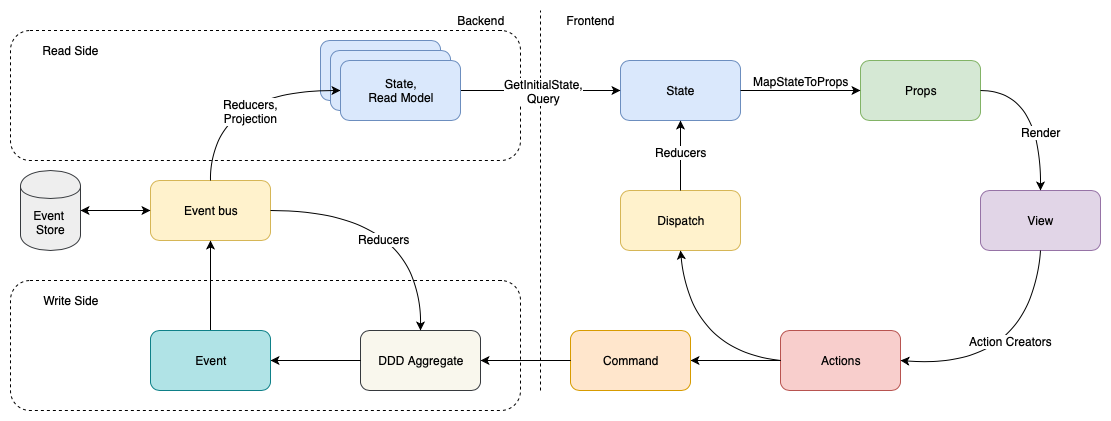 Backend
Frontend
Read Side
State,
Read Model
GetInitialState,
Query
State
MapStateToProps
Props
Reducers,
Projection
Render
Reducers
Event
Store
Event bus
Dispatch
View
Reducers
Write Side
Action Creators
Event
DDD Aggregate
Command
Actions